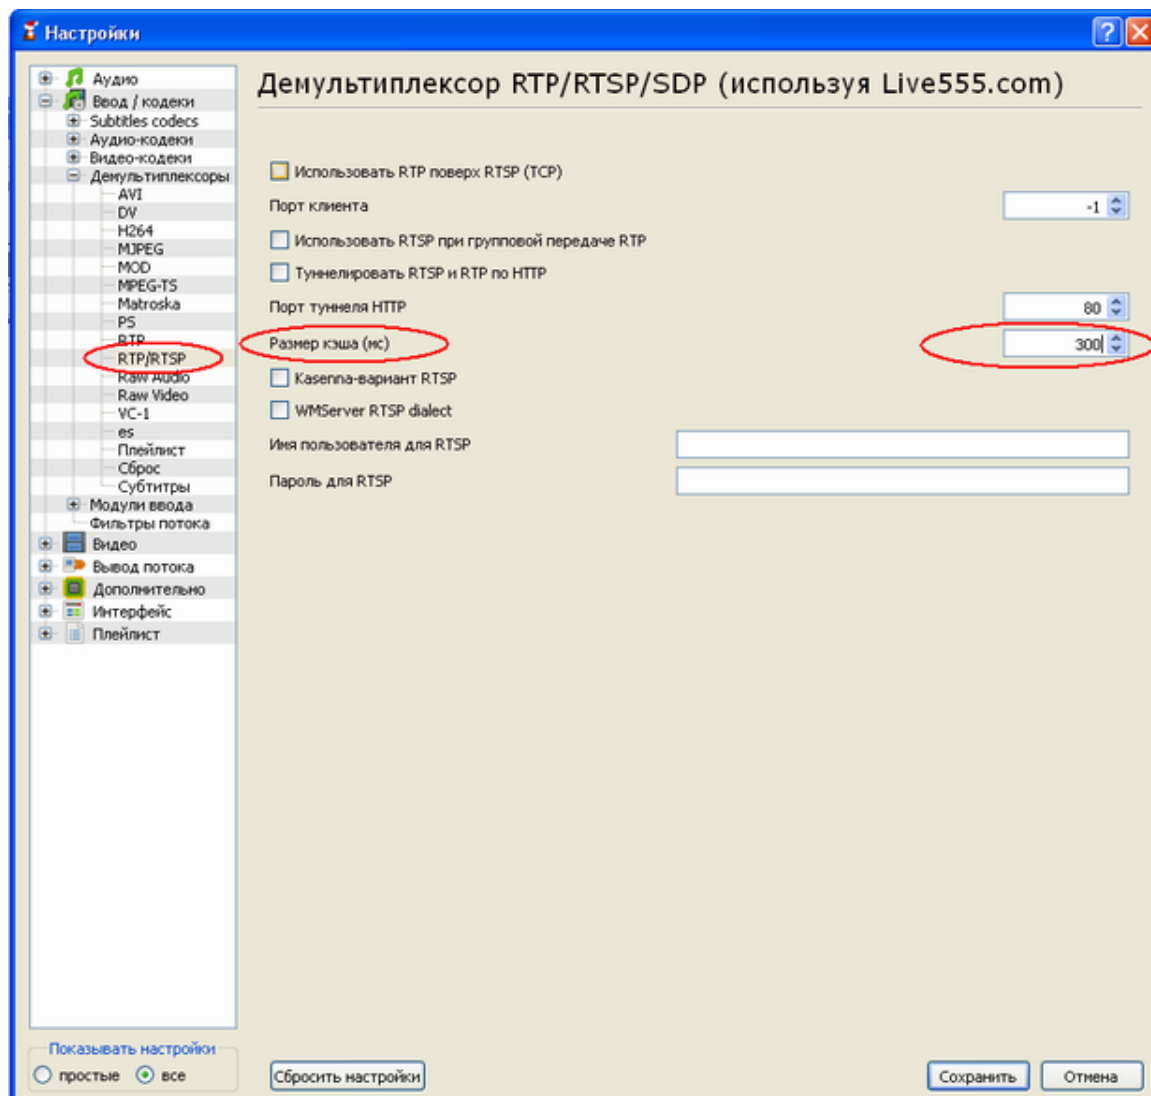 Настройки
Аудио
Ввод / кодеки
Subtitles codecs
Аудио-кодеки
Видео-кодеки
Демультиплексоры
AVI
DV
H264
MJPEG
MOD
MPEG-TS
Matroska
PS
RTP
RTP/RTSP
Raw Audio
Raw Video
VC-1
es
Плейлист
Сброс
Субтитры
Модули ввода
Фильтры потока
Видео
Вывод потока
Дополнительно
Интерфейс
Плейлист
Показывать настройки
простые все
Демультиплексор RTP/RTSP/SDP (используя Live555.com)
Использовать RTP поверх RTSP (TCP)
Порт клиента -1
Использовать RTSP при групповой передаче RTP
Туннелировать RTSP и RTP по HTTP
Порт туннеля HTTP 80
Размер кэша (мс) 300
Kasenna-вариант RTSP
WMServer RTSP dialect
Имя пользователя для RTSP
Пароль для RTSP
Сбросить настройки Сохранить Отмена